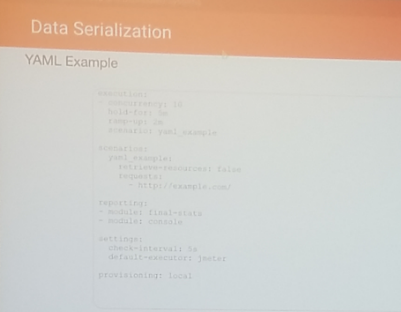 Data Serialization
YAML Example
execution:
- concurrency: 10
hold-for: 5m
ramp-up: 2m
scenario: yaml_example
scenarios:
yaml_example:
retrieve-resources: false
requests:
- http://example.com/
reporting:
- module: final-stats
- module: console
settings:
check-interval: 5s
default-executor: jmeter
provisioning: local